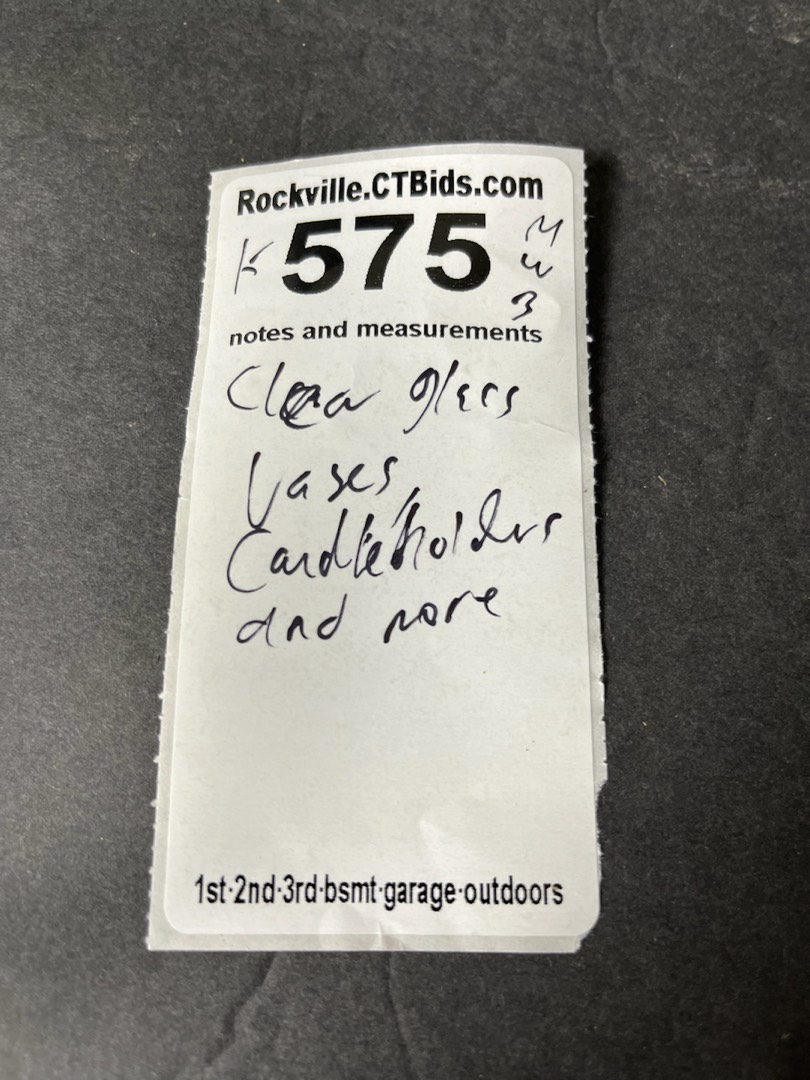 Rockville.CTBids.com
K 575 MW3
notes and measurements
Clear glass
Vases,
Candleholders
and more
1st·2nd·3rd·bsmt·garage·outdoors